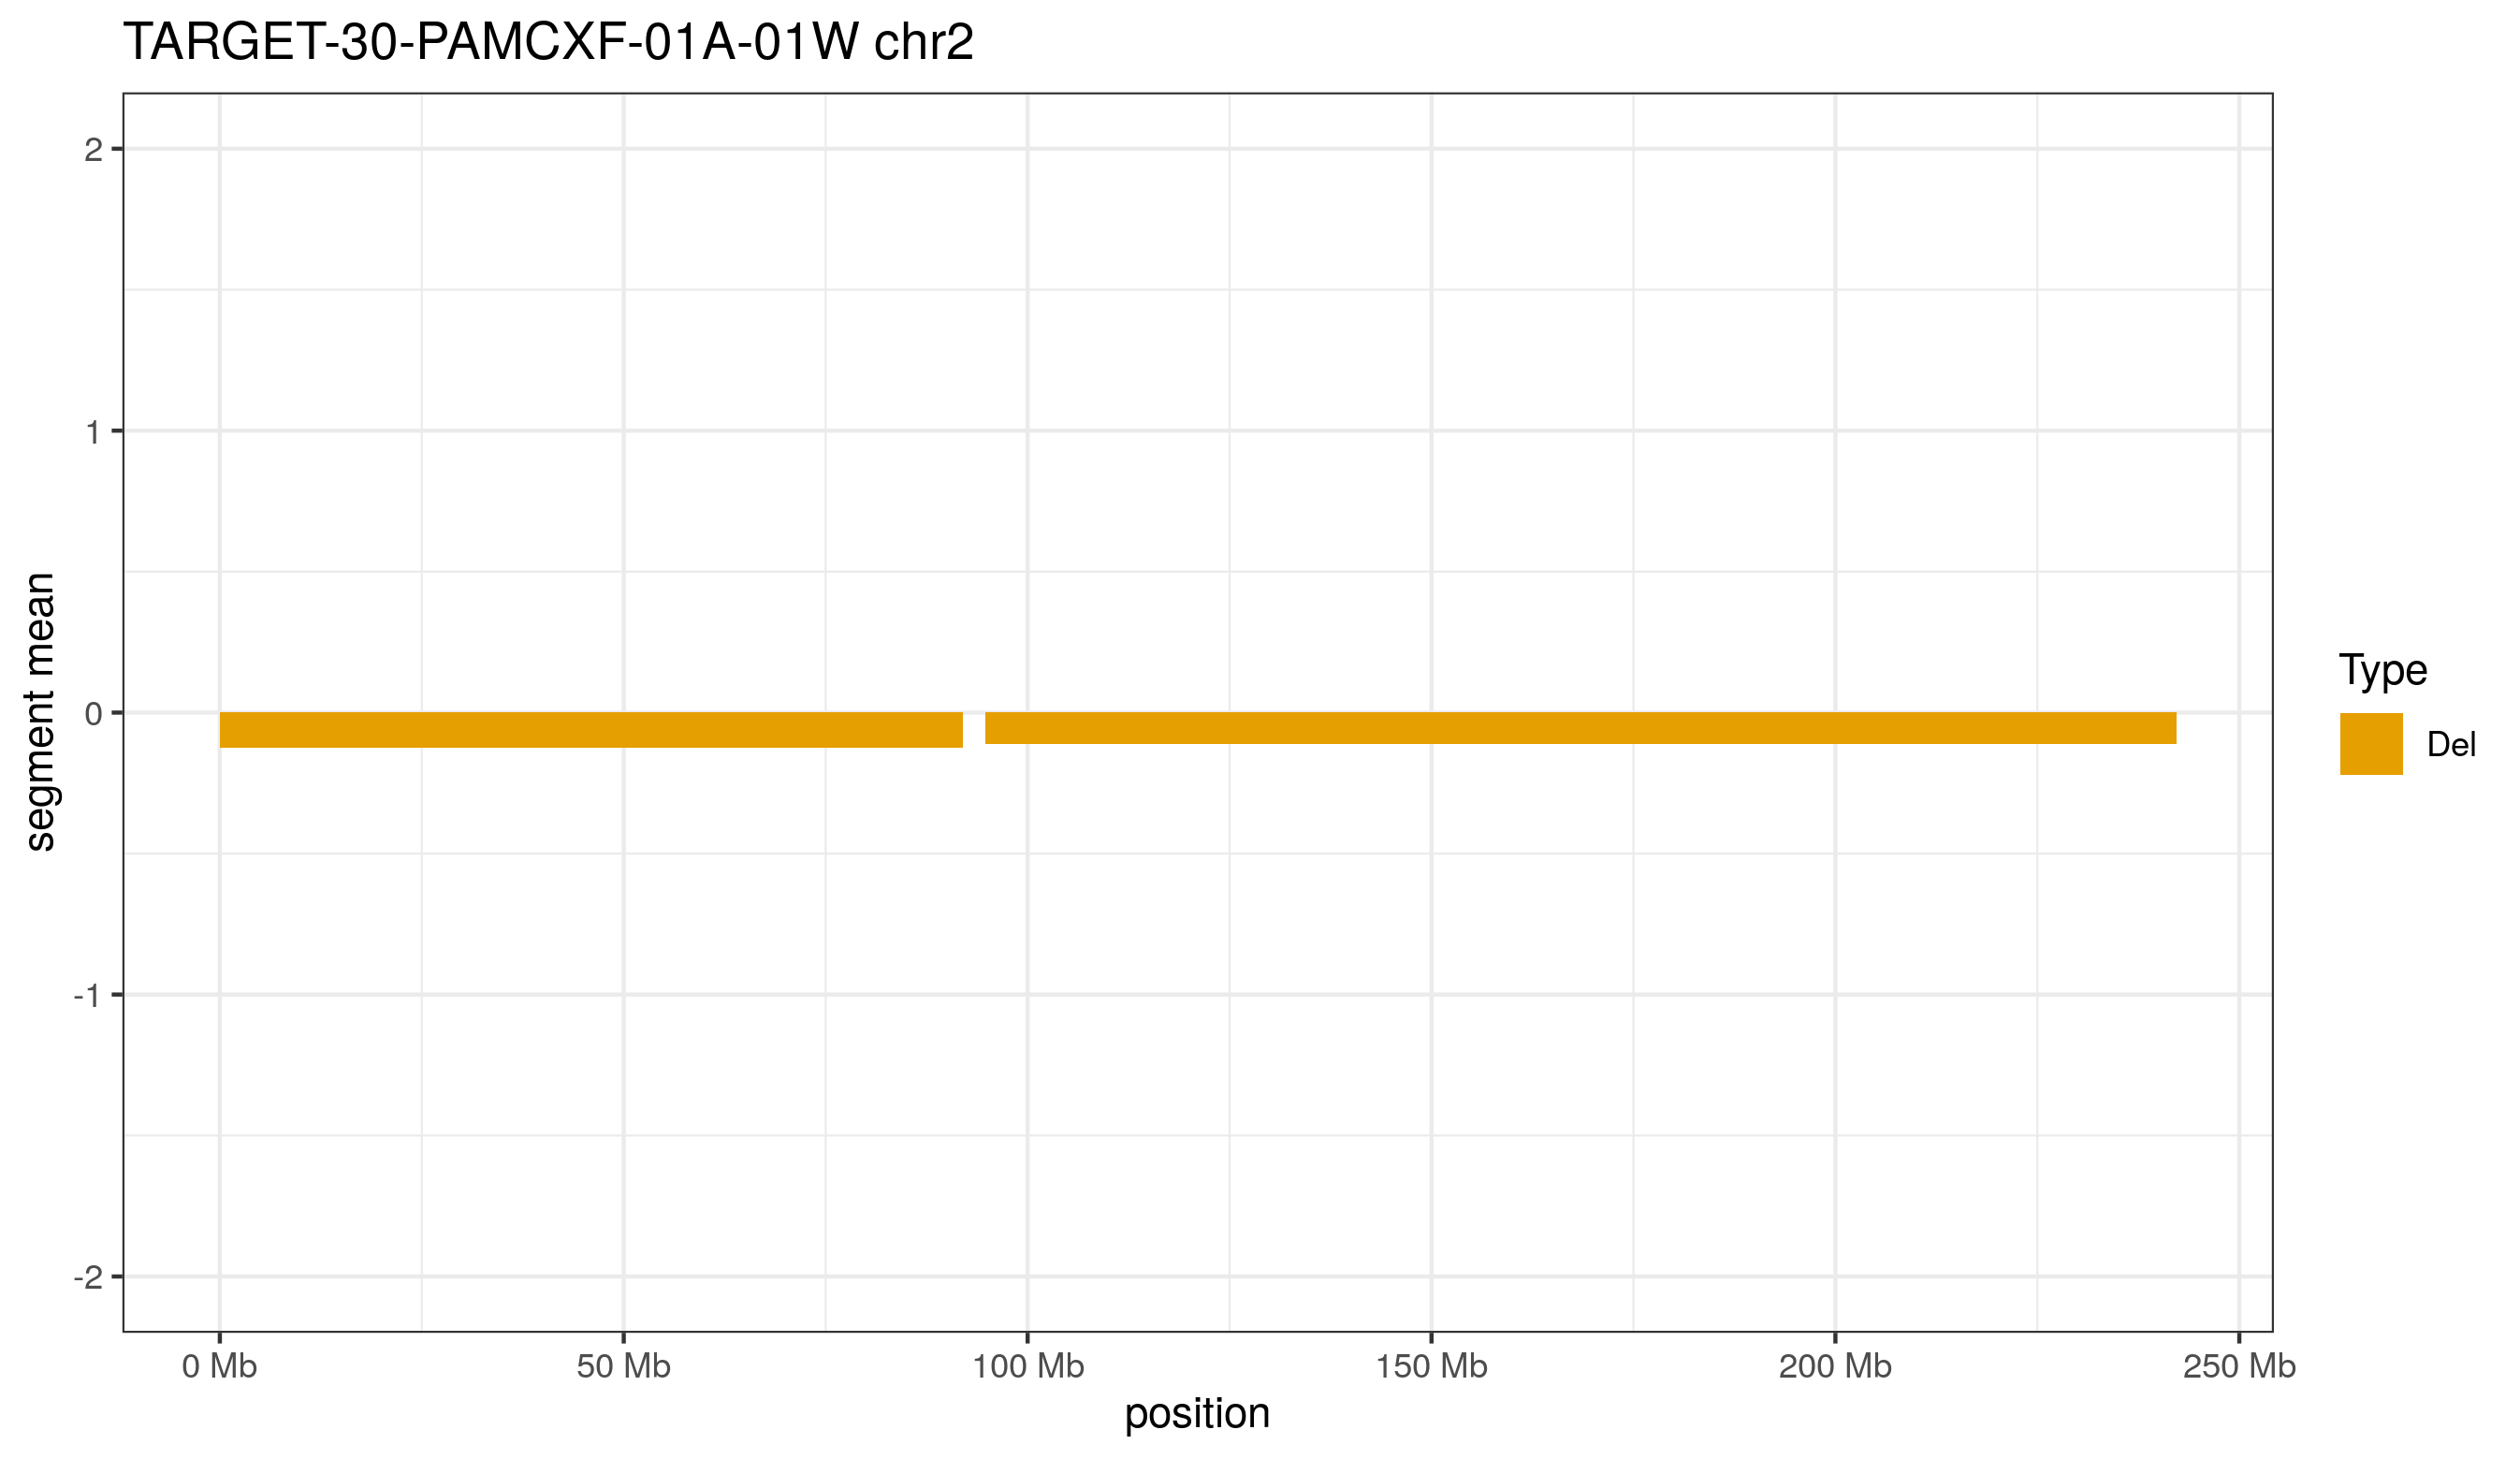 TARGET-30-PAMCXF-01A-01W chr2
2
1
0
-1
-2
segment mean
0 Mb
50 Mb
100 Mb
150 Mb
200 Mb
250 Mb
position
Type
Del